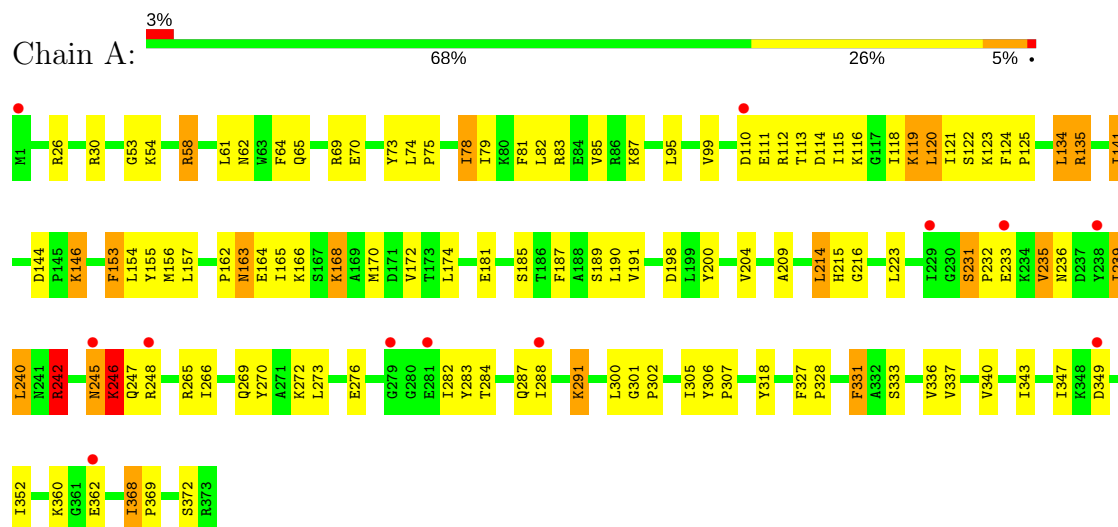 3%
Chain A:
68% 26% 5% •
M1 R26 R30 G53 K54 R58 L61 N62 W63 F64 Q65 R69 E70 Y73 L74 P75 I78 I79 K80 F81 L82 R83 E84 V85 R86 K87 L95 V99 D110 E111 R112 T113 D114 I115 K116 G117 I118 K119 L120 I121 S122 K123 F124 P125 L134 R135 I141
D144 P145 K146 F153 L154 Y155 M156 L157 P162 N163 E164 I165 K166 S167 K168 A169 M170 D171 V172 T173 L174 E181 S185 T186 F187 A188 S189 L190 V191 D198 L199 Y200 V204 A209 L214 H215 G216 L223 I229 G230 S231 P232 E233 K234 V235 N236 D237 Y238 I239
L240 N241 R242 N245 K246 Q247 R248 R265 I266 Q269 Y270 A271 K272 L273 E276 G279 G280 E281 I282 Y283 T284 Q287 I288 K291 L300 G301 P302 I305 Y306 P307 Y318 F327 P328 F331 A332 S333 V336 V337 V340 I343 I347 K348 D349
I352 K360 G361 E362 I368 P369 S372 R373